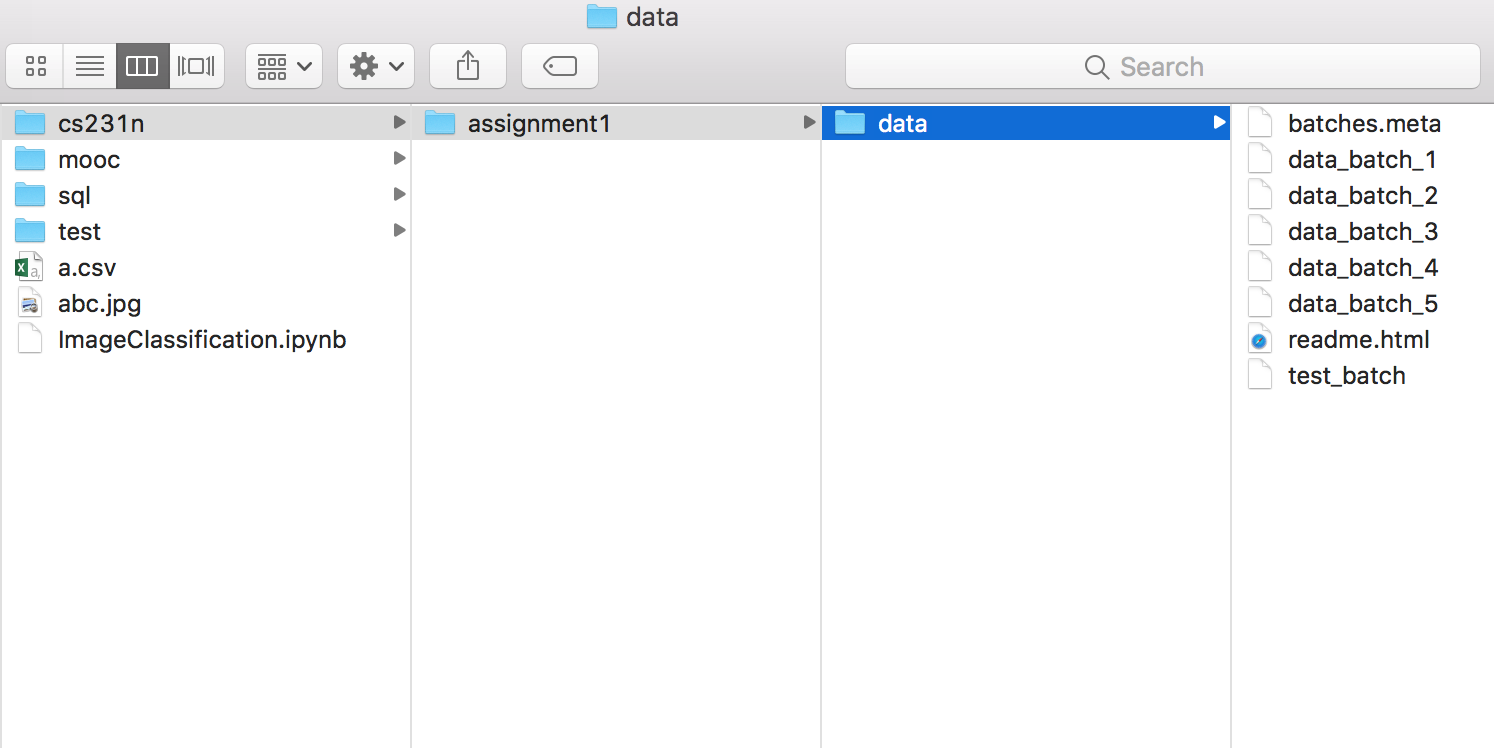 data
Search
cs231n
mooc
sql
test
a.csv
abc.jpg
ImageClassification.ipynb
assignment1
data
batches.meta
data_batch_1
data_batch_2
data_batch_3
data_batch_4
data_batch_5
readme.html
test_batch